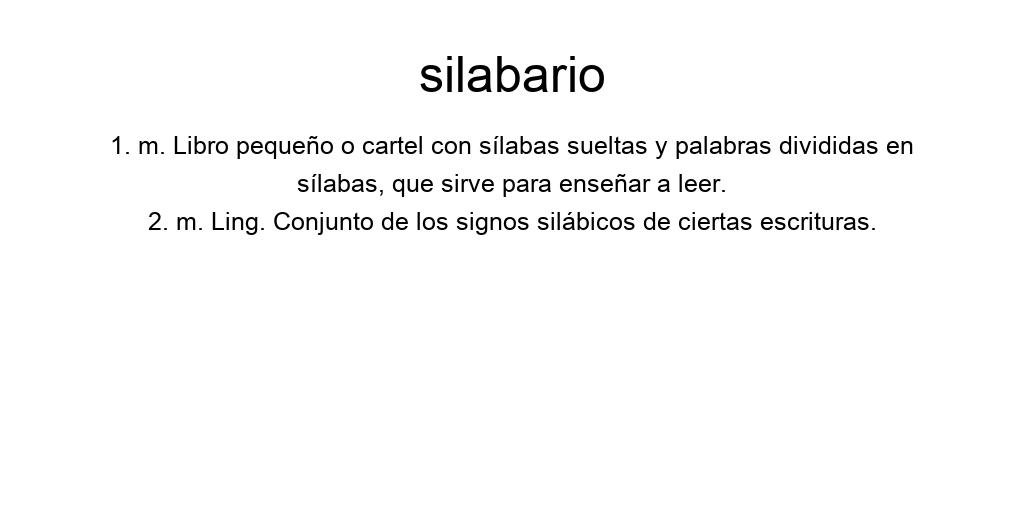 silabario
1. m. Libro pequeño o cartel con sílabas sueltas y palabras divididas en
sílabas, que sirve para enseñar a leer.
2. m. Ling. Conjunto de los signos silábicos de ciertas escrituras.